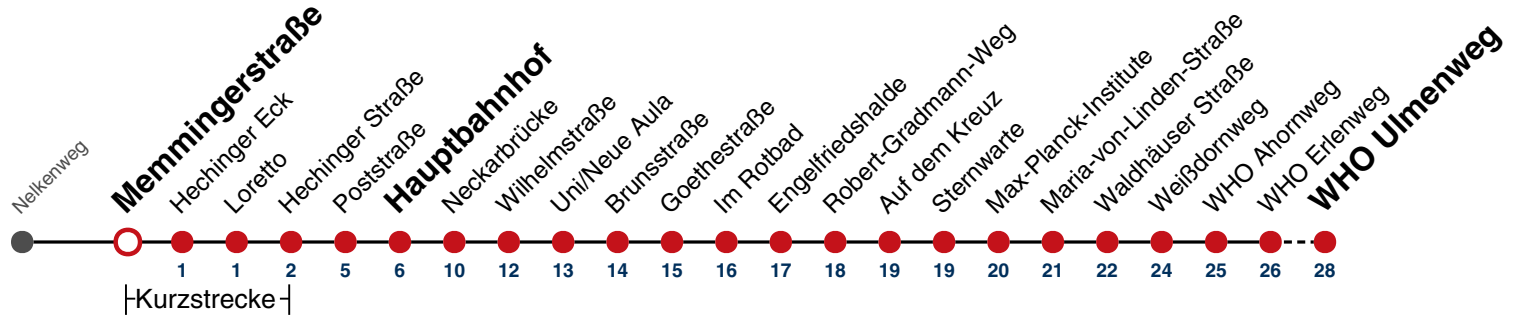 Nelkenweg
Memmingerstraße
Hechinger Eck
Loretto
Hechinger Straße
Poststraße
Hauptbahnhof
Neckarbrücke
Wilhelmstraße
Uni/Neue Aula
Brunsstraße
Goethestraße
Im Rotbad
Engelfriedshalde
Robert-Gradmann-Weg
Auf dem Kreuz
Sternwarte
Max-Planck-Institute
Maria-von-Linden-Straße
Waldhäuser Straße
Weißdornweg
WHO Ahornweg
WHO Erlenweg
WHO Ulmenweg
1 1 2 5 6 10 12 13 14 15 16 17 18 19 19 20 21 22 24 25 26 28
Kurzstrecke